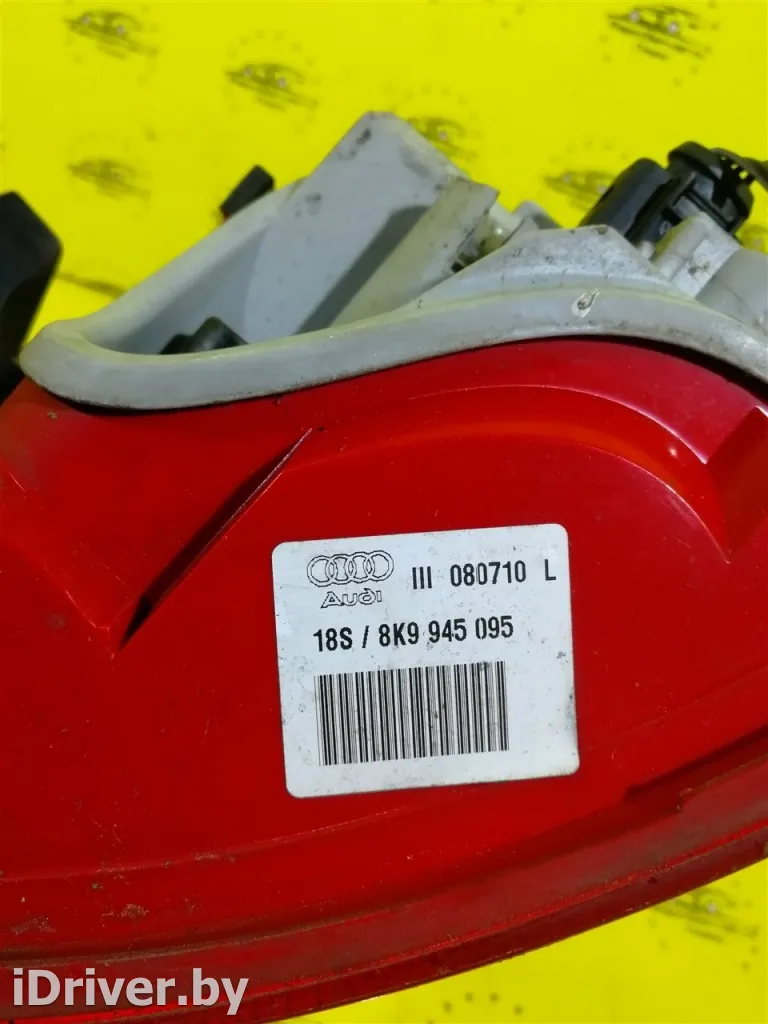 Audi III 080710 L
18S / 8K9 945 095
iDriver.by